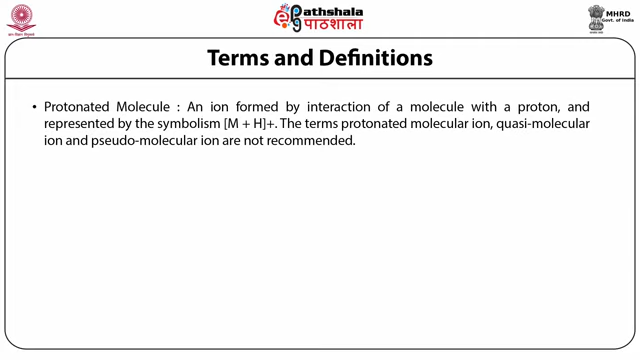 ePathshala
पाठशाला
MHRD
Govt. of India
Terms and Definitions
• Protonated Molecule : An ion formed by interaction of a molecule with a proton, and
represented by the symbolism [M + H]+. The terms protonated molecular ion, quasi-molecular
ion and pseudo-molecular ion are not recommended.